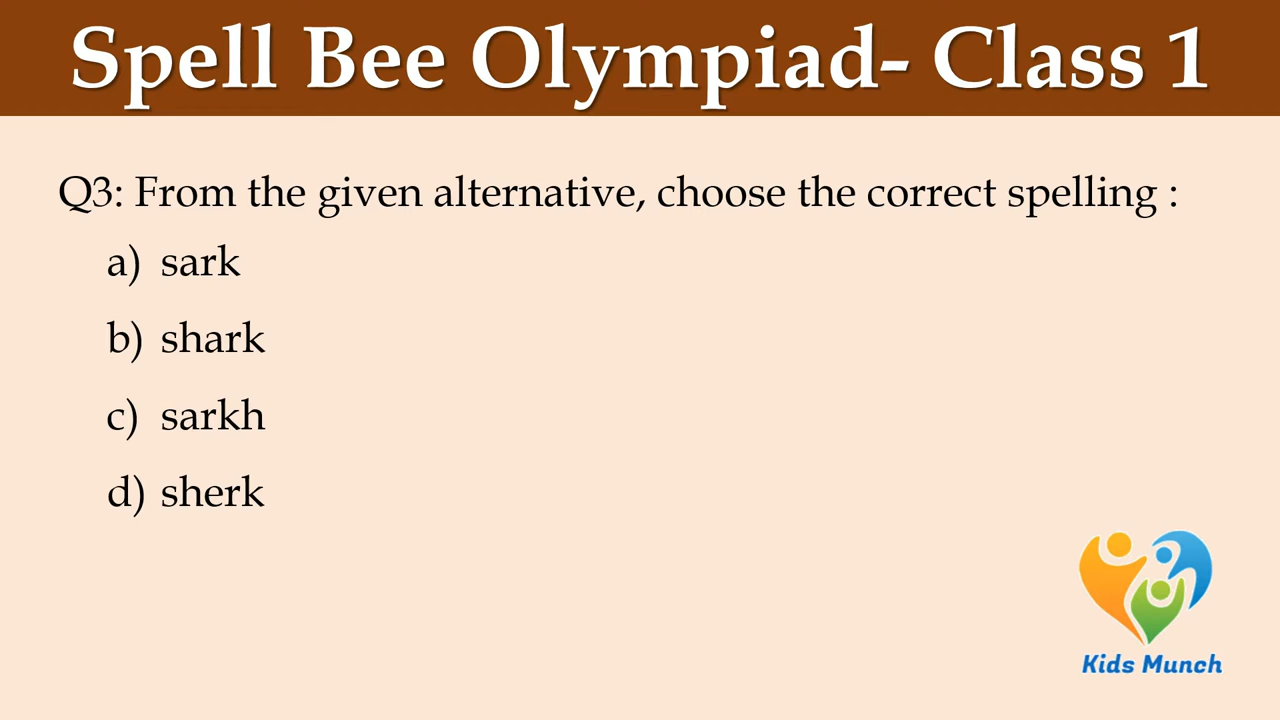 Spell Bee Olympiad- Class 1
Q3: From the given alternative, choose the correct spelling :
a) sark
b) shark
c) sarkh
d) sherk
Kids Munch